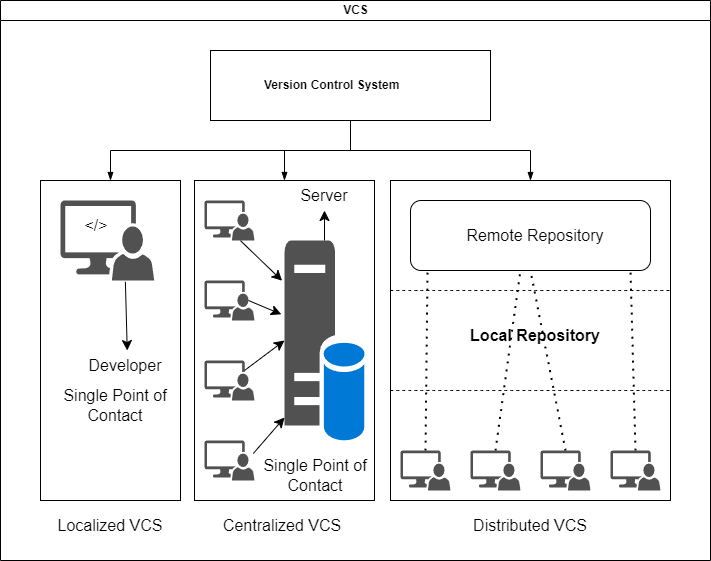 VCS
Version Control System
</>
Developer
Single Point of
Contact
Localized VCS
Server
Single Point of
Contact
Centralized VCS
Remote Repository
Local Repository
Distributed VCS